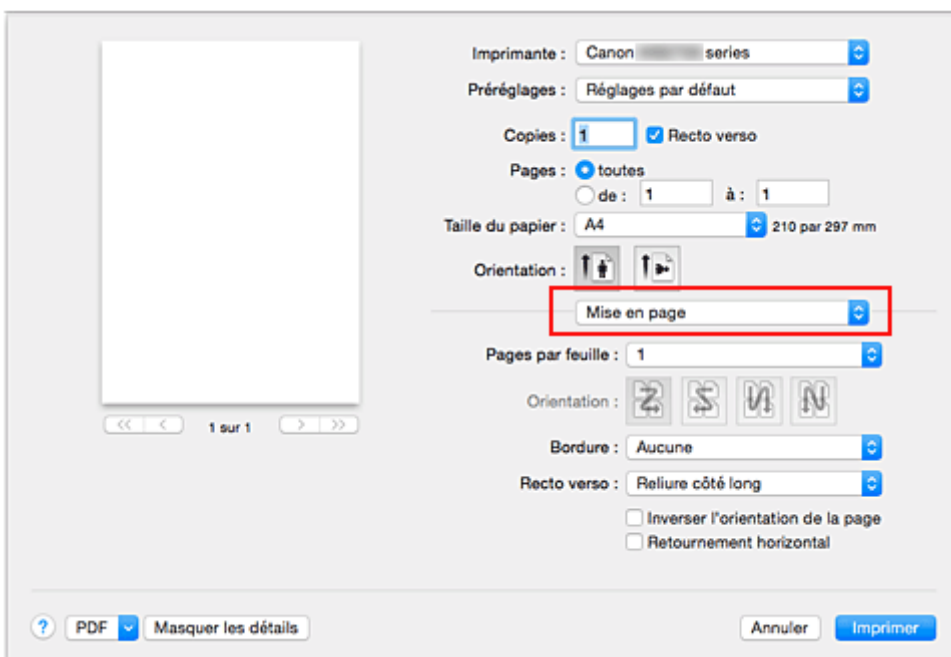 Imprimante : Canon series
Préréglages : Réglages par défaut
Copies : 1 Recto verso
Pages : toutes
de : 1 à : 1
Taille du papier : A4 210 par 297 mm
Orientation :
Mise en page
Pages par feuille : 1
Orientation :
Bordure : Aucune
Recto verso : Reliure côté long
Inverser l'orientation de la page
Retournement horizontal
1 sur 1
? PDF Masquer les détails Annuler Imprimer